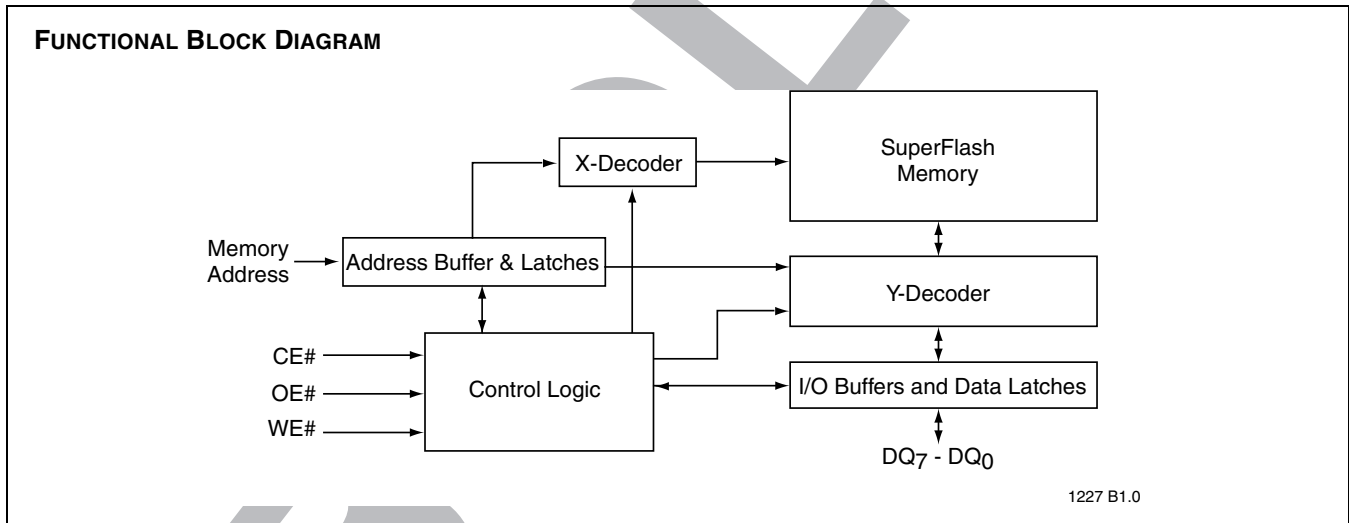 FUNCTIONAL BLOCK DIAGRAM
SuperFlash
Memory
X-Decoder
Memory
Address
Address Buffer & Latches
Y-Decoder
CE#
OE#
WE#
Control Logic
I/O Buffers and Data Latches
DQ7 - DQ0
1227 B1.0